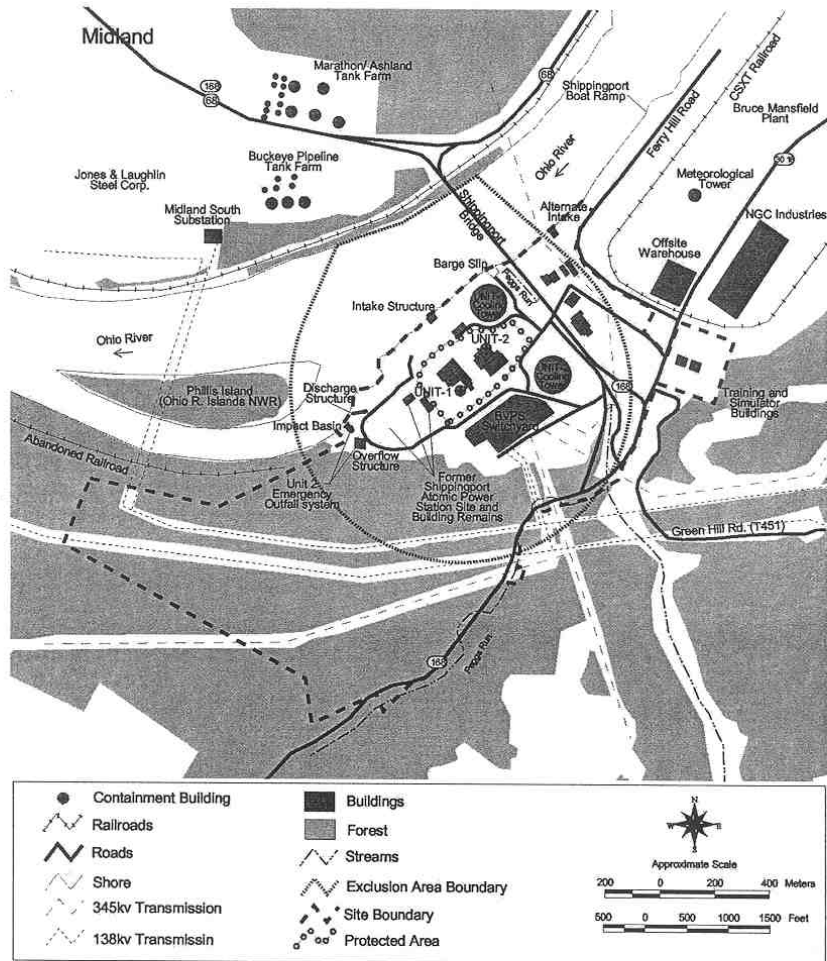 Midland
Marathon/ Ashland
Tank Farm
168
68
68
Shippingport
Boat Ramp
Ferry Hill Road
CSXT Railroad
Bruce Mansfield
Plant
Jones & Laughlin
Steel Corp.
Buckeye Pipeline
Tank Farm
Ohio River
Meteorological
Tower
Midland South
Substation
Shippingport
Bridge
Alternate
Intake
NGC Industries
Offsite
Warehouse
Barge Slip
Peggs Run
Intake Structure
Cooling
Tower
UNIT-2
Ohio River
UNIT-1
Cooling
Tower
168
Phillis Island
(Ohio R. Islands NWR)
Discharge
Structure
BVPS
Switchyard
Training and
Simulator
Buildings
Impact Basin
Abandoned Railroad
Overflow
Structure
Unit 2
Emergency
Outfall system
Former
Shippingport
Atomic Power
Station Site and
Building Remains
Green Hill Rd. (T451)
Peggs Run
168
Containment Building
Railroads
Roads
Shore
345kv Transmission
138kv Transmissin
Buildings
Forest
Streams
Exclusion Area Boundary
Site Boundary
Protected Area
N
W E
S
Approximate Scale
200 0 200 400 Meters
500 0 500 1000 1500 Feet